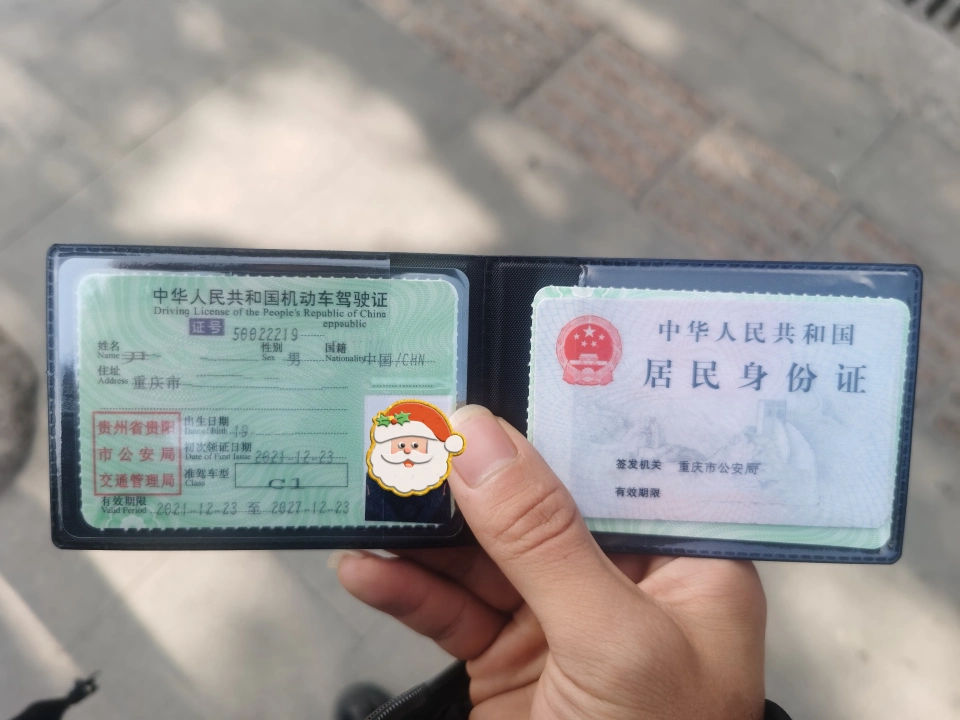 中华人民共和国机动车驾驶证
Driving License of the People's Republic of China
证号 50022219
姓名
Name
性别
Sex 男
国籍
Nationality 中国/CHN
住址
Address 重庆市
贵州省贵阳
市公安局
交通管理局
出生日期
Date of Birth 19
初次领证日期
Date of First Issue 2021-12-23
准驾车型
Class C1
有效期限
Valid Period 2021-12-23 至 2027-12-23
中华人民共和国
居民身份证
签发机关 重庆市公安局
有效期限